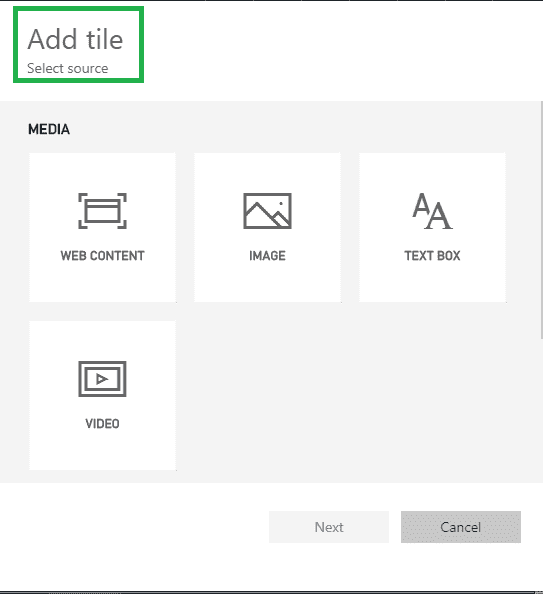 Add tile
Select source
MEDIA
WEB CONTENT
IMAGE
TEXT BOX
VIDEO
Next
Cancel